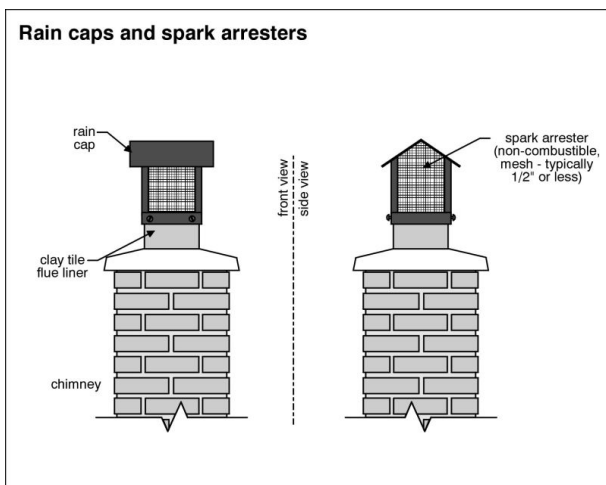 Rain caps and spark arresters
rain
cap
clay tile
flue liner
chimney
front view
side view
spark arrester
(non-combustible,
mesh - typically
1/2" or less)